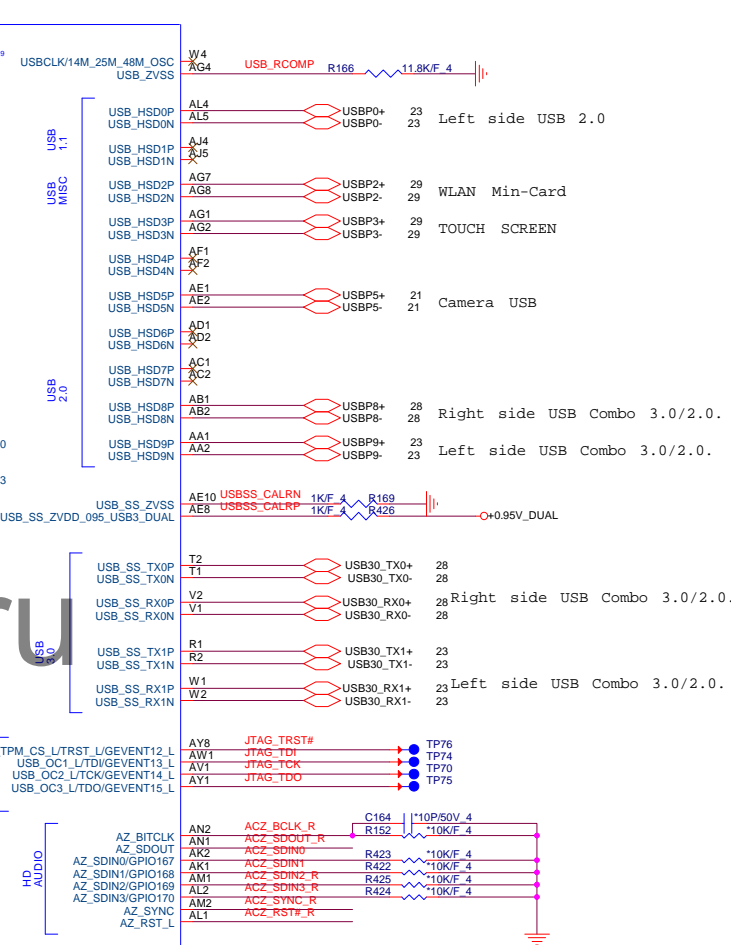 9
USBCLK/14M_25M_48M_OSC W4
USB_ZVSS AG4 USB_RCOMP R166 11.8K/F_4
USB 1.1
USB_HSD0P AL4 USBP0+ 23
USB_HSD0N AL5 USBP0- 23
Left side USB 2.0
USB_HSD1P AJ4
USB_HSD1N AJ5
USB MISC
USB_HSD2P AG7 USBP2+ 29
USB_HSD2N AG8 USBP2- 29
WLAN Min-Card
USB_HSD3P AG1 USBP3+ 29
USB_HSD3N AG2 USBP3- 29
TOUCH SCREEN
USB_HSD4P AF1
USB_HSD4N AF2
USB_HSD5P AE1 USBP5+ 21
USB_HSD5N AE2 USBP5- 21
Camera USB
USB_HSD6P AD1
USB_HSD6N AD2
USB_HSD7P AC1
USB_HSD7N AC2
USB 2.0
USB_HSD8P AB1 USBP8+ 28
USB_HSD8N AB2 USBP8- 28
Right side USB Combo 3.0/2.0.
0
USB_HSD9P AA1 USBP9+ 23
USB_HSD9N AA2 USBP9- 23
Left side USB Combo 3.0/2.0.
3
USB_SS_ZVSS AE10 USBSS_CALRN 1K/F_4 R169
USB_SS_ZVDD_095_USB3_DUAL AE8 USBSS_CALRP 1K/F_4 R426 +0.95V_DUAL
USB_SS_TX0P T2 USB30_TX0+ 28
USB_SS_TX0N T1 USB30_TX0- 28
USB_SS_RX0P V2 USB30_RX0+ 28
USB_SS_RX0N V1 USB30_RX0- 28
Right side USB Combo 3.0/2.0.
ru
USB 3.0
USB_SS_TX1P R1 USB30_TX1+ 23
USB_SS_TX1N R2 USB30_TX1- 23
USB_SS_RX1P W1 USB30_RX1+ 23
USB_SS_RX1N W2 USB30_RX1- 23
Left side USB Combo 3.0/2.0.
TPM_CS_L/TRST_L/GEVENT12_L AY8 JTAG_TRST# TP76
USB_OC1_L/TDI/GEVENT13_L AW1 JTAG_TDI TP74
USB_OC2_L/TCK/GEVENT14_L AV1 JTAG_TCK TP70
USB_OC3_L/TDO/GEVENT15_L AY1 JTAG_TDO TP75
C164 *10P/50V_4
HD AUDIO
AZ_BITCLK AN2 ACZ_BCLK_R R152 *10K/F_4
AZ_SDOUT AN1 ACZ_SDOUT_R
AZ_SDIN0/GPIO167 AK2 ACZ_SDIN0 R423 *10K/F_4
AZ_SDIN1/GPIO168 AK1 ACZ_SDIN1 R422 *10K/F_4
AZ_SDIN2/GPIO169 AM1 ACZ_SDIN2_R R425 *10K/F_4
AZ_SDIN3/GPIO170 AL2 ACZ_SDIN3_R R424 *10K/F_4
AZ_SYNC AM2 ACZ_SYNC_R
AZ_RST_L AL1 ACZ_RST#_R